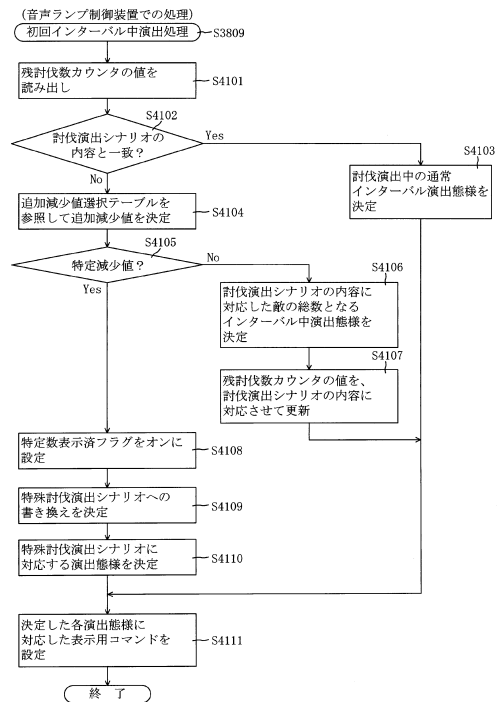 (音声ランプ制御装置での処理)
初回インターバル中演出処理
S3809
残討伐数カウンタの値を
読み出し
S4101
S4102
討伐演出シナリオの
内容と一致?
Yes
No
S4103
討伐演出中の通常
インターバル演出態様を
決定
追加減少値選択テーブルを
参照して追加減少値を決定
S4104
S4105
特定減少値?
No
Yes
S4106
討伐演出シナリオの内容に
対応した敵の総数となる
インターバル中演出態様を
決定
S4107
残討伐数カウンタの値を、
討伐演出シナリオの内容に
対応させて更新
特定数表示済フラグをオンに
設定
S4108
特殊討伐演出シナリオへの
書き換えを決定
S4109
特殊討伐演出シナリオに
対応する演出態様を決定
S4110
決定した各演出態様に
対応した表示用コマンドを
設定
S4111
終 了